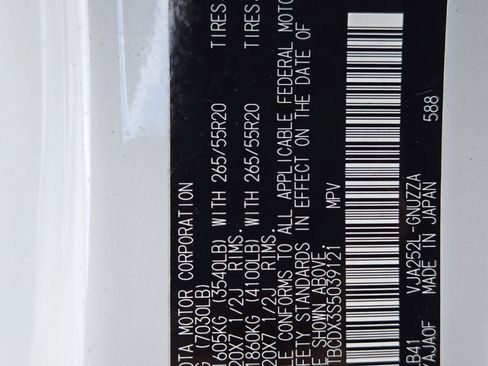 OTA MOTOR CORPORATION
(7030LB)
1605KG (3540LB) WITH 265/55R20 TIRES,
20X7 1/2J RIMS.
1860KG (4100LB) WITH 265/55R20 TIRES,
20X7 1/2J RIMS.
LE CONFORMS TO ALL APPLICABLE FEDERAL MOTO
FETY STANDARDS IN EFFECT ON THE DATE OF
E SHOWN ABOVE.
TBCDX3S5039121 MPV
LB41 VJA252L-GNUZZA
YAJA0F MADE IN JAPAN
588